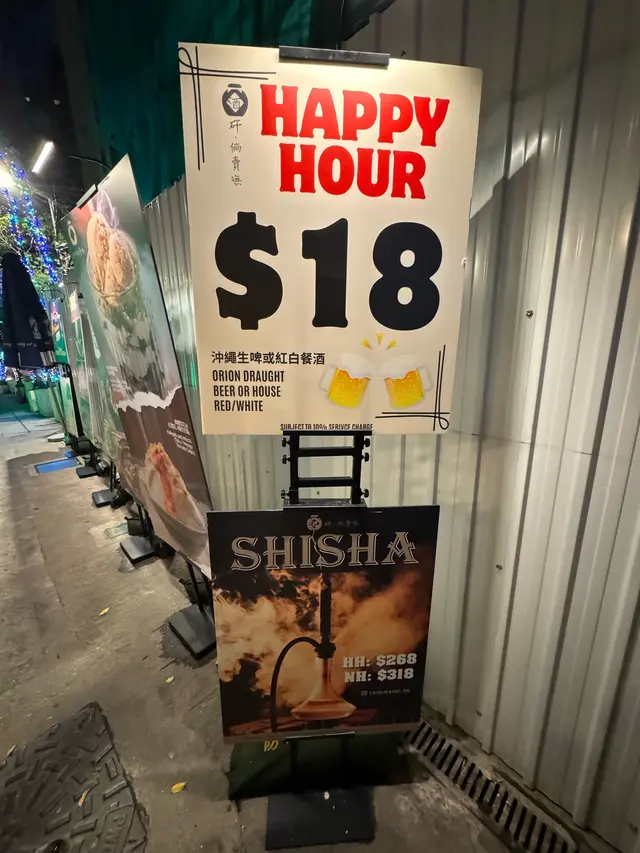 HAPPY
HOUR
$18
沖繩生啤或紅白餐酒
ORION DRAUGHT
BEER OR HOUSE
RED/WHITE
SUBJECT TO 10% SERIVCE CHARGE
SHISHA
HH: $268
NH: $318